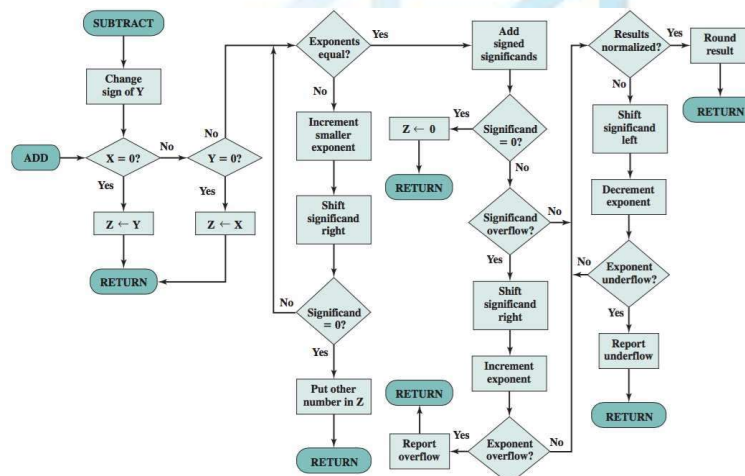 SUBTRACT
Change
sign of Y
ADD
X = 0?
No
Yes
Z ← Y
RETURN
Y = 0?
No
Yes
Z ← X
Exponents
equal?
Yes
No
Increment
smaller
exponent
Shift
significand
right
Significand
= 0?
No
Yes
Put other
number in Z
RETURN
Add
signed
significands
Significand
= 0?
Yes
Z ← 0
RETURN
No
Significand
overflow?
No
Yes
Shift
significand
right
Increment
exponent
Exponent
overflow?
Yes
Report
overflow
RETURN
No
Results
normalized?
Yes
Round
result
RETURN
No
Shift
significand
left
Decrement
exponent
Exponent
underflow?
No
Yes
Report
underflow
RETURN